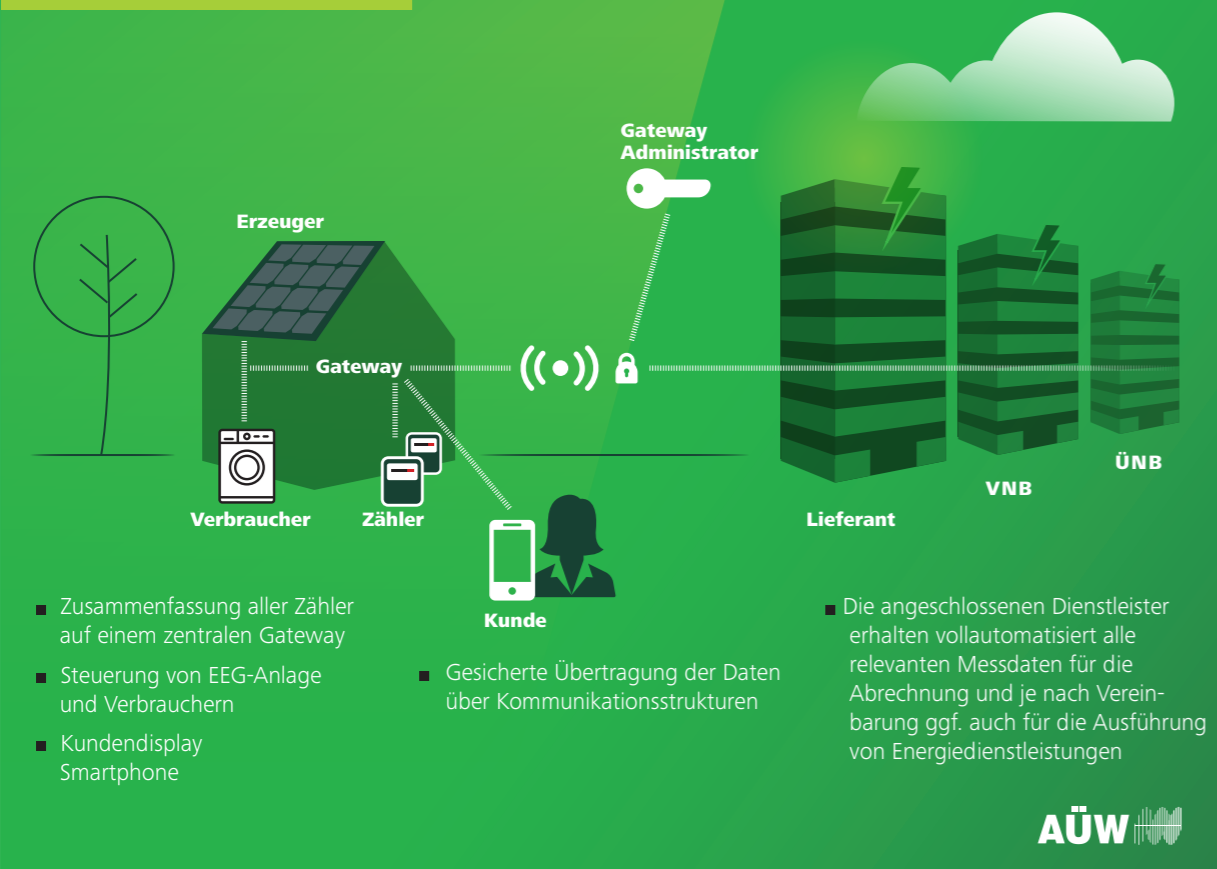 Gateway
Administrator
Erzeuger
Gateway
Verbraucher
Zähler
Kunde
Lieferant
VNB
ÜNB
Zusammenfassung aller Zähler
auf einem zentralen Gateway
Steuerung von EEG-Anlage
und Verbrauchern
Kundendisplay
Smartphone
Gesicherte Übertragung der Daten
über Kommunikationsstrukturen
Die angeschlossenen Dienstleister
erhalten vollautomatisiert alle
relevanten Messdaten für die
Abrechnung und je nach Verein-
barung ggf. auch für die Ausführung
von Energiedienstleistungen
AÜW